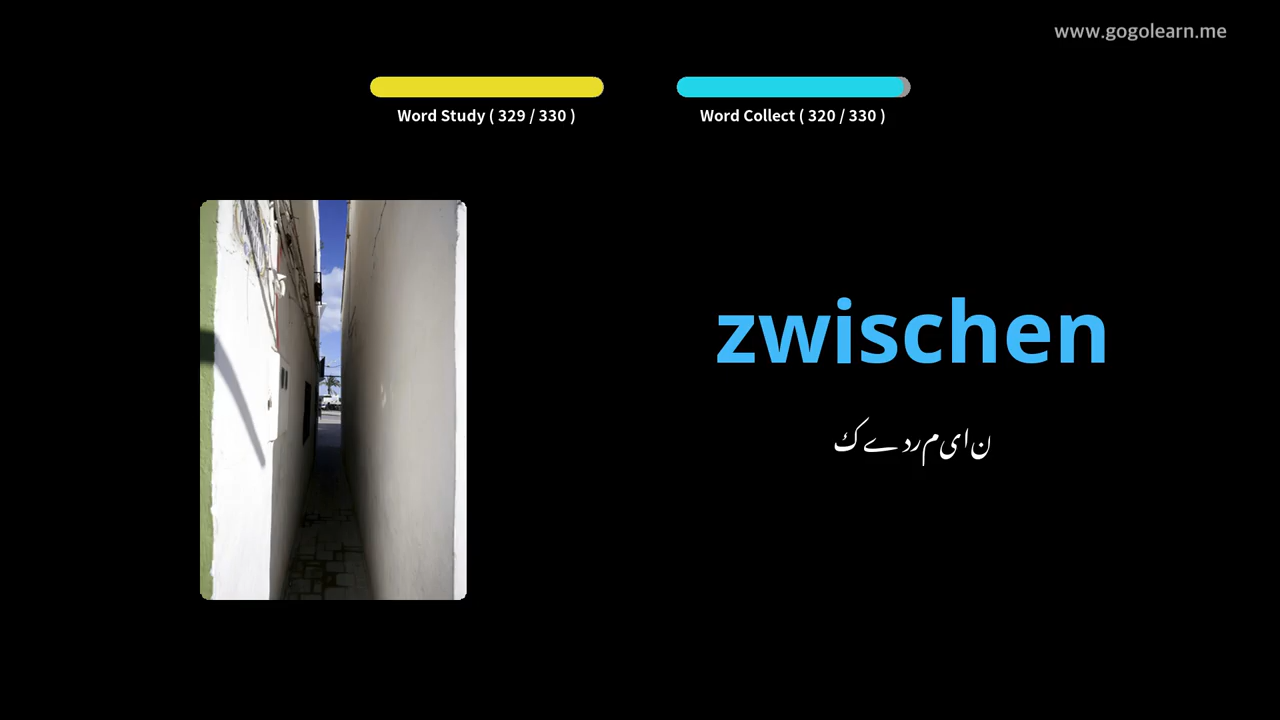 www.gogolearn.me
Word Study ( 329 / 330 )
Word Collect ( 320 / 330 )
zwischen
کے درمیان